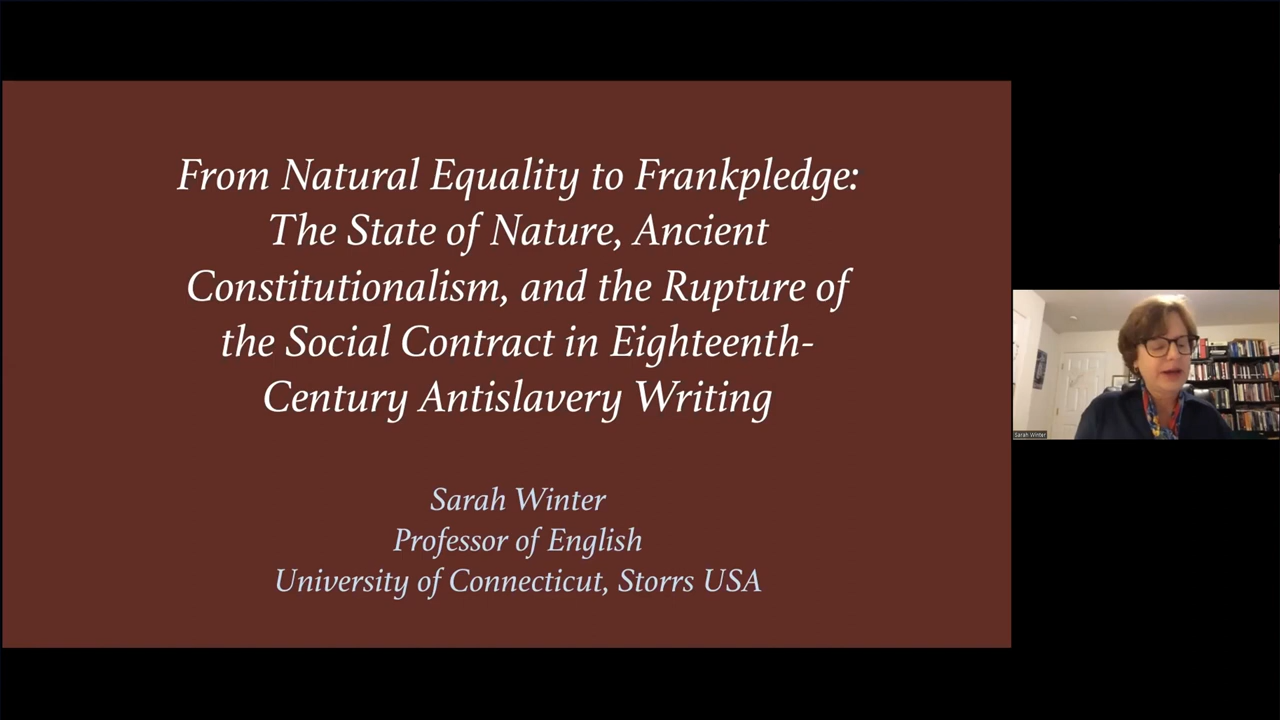 From Natural Equality to Frankpledge:
The State of Nature, Ancient
Constitutionalism, and the Rupture of
the Social Contract in Eighteenth-
Century Antislavery Writing
Sarah Winter
Professor of English
University of Connecticut, Storrs USA
Sarah Winter